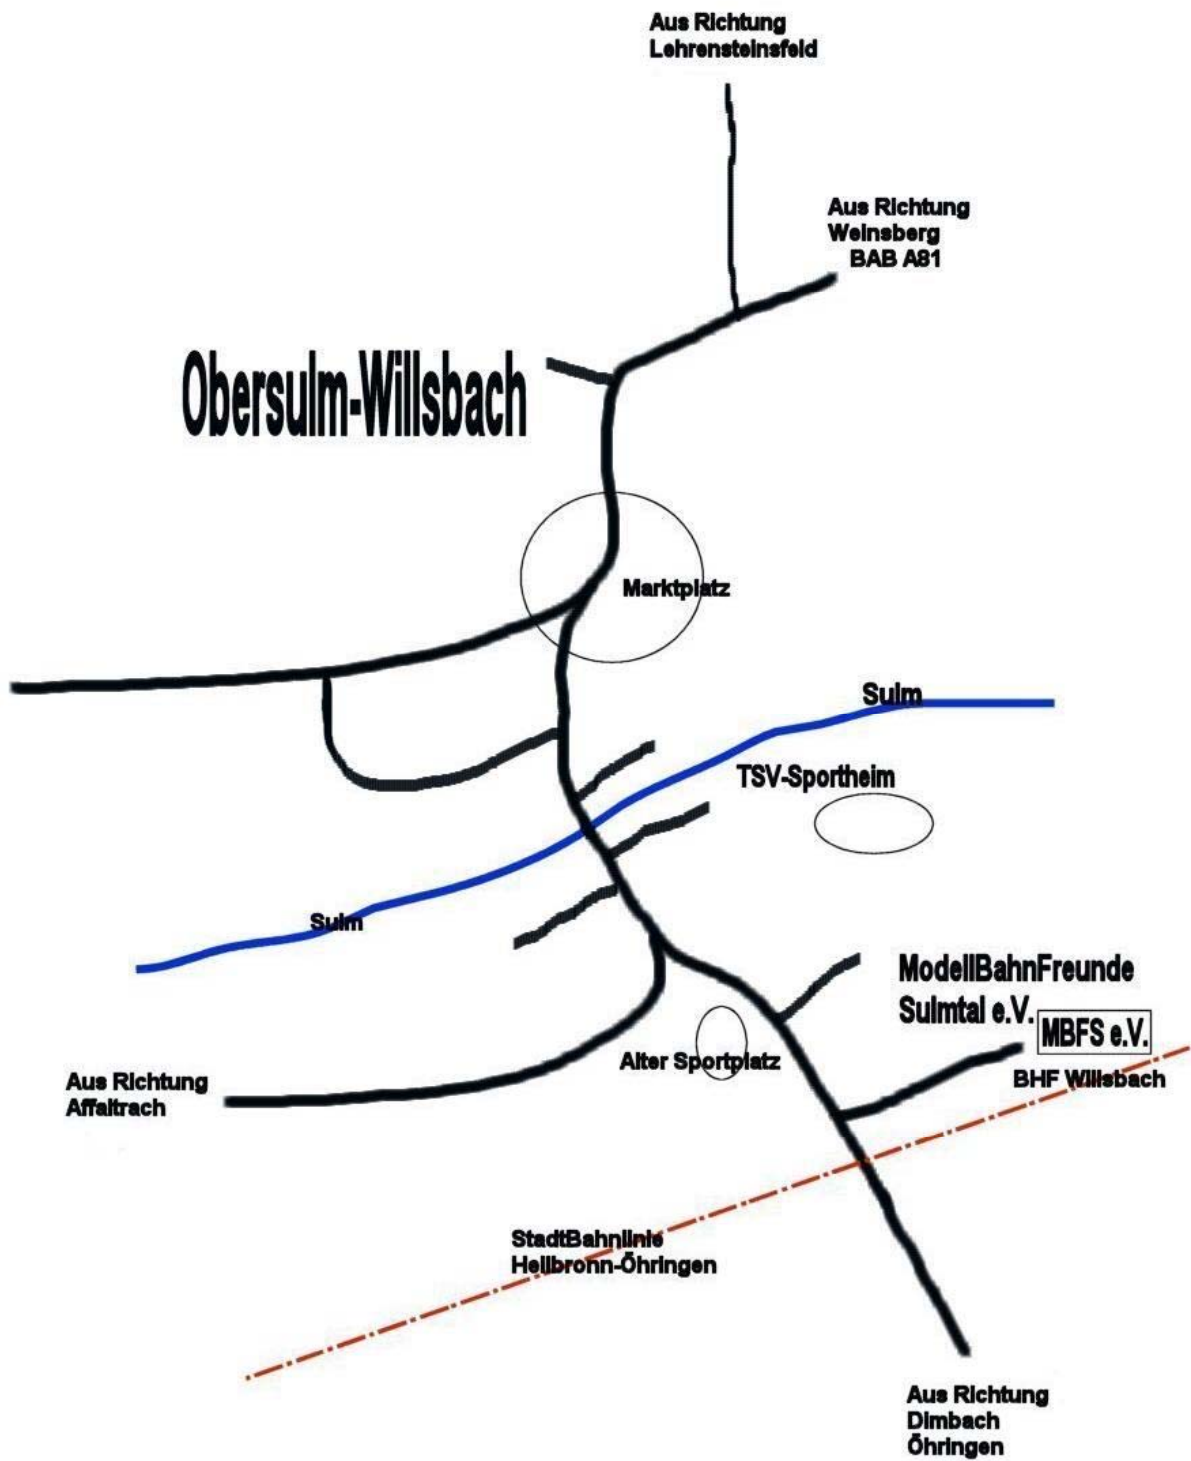 Aus Richtung
Lehrensteinsfeld
Aus Richtung
Weinsberg
BAB A81
Obersulm-Willsbach
Marktplatz
Sulm
TSV-Sportheim
Sulm
ModellBahnFreunde
Sulmtal e.V.
MBFS e.V.
Alter Sportplatz
BHF Willsbach
Aus Richtung
Affaltrach
StadtBahnlinie
Heilbronn-Öhringen
Aus Richtung
Dimbach
Öhringen